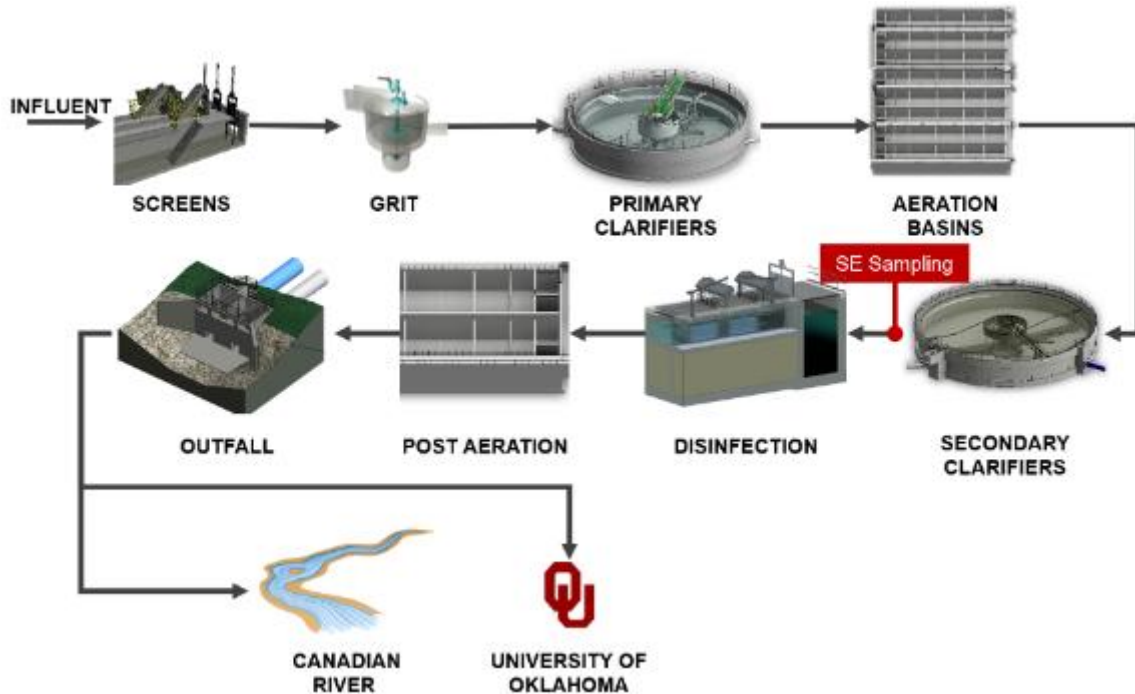 INFLUENT
SCREENS
GRIT
PRIMARY
CLARIFIERS
AERATION
BASINS
SE Sampling
OUTFALL
POST AERATION
DISINFECTION
SECONDARY
CLARIFIERS
OU
CANADIAN
RIVER
UNIVERSITY OF
OKLAHOMA